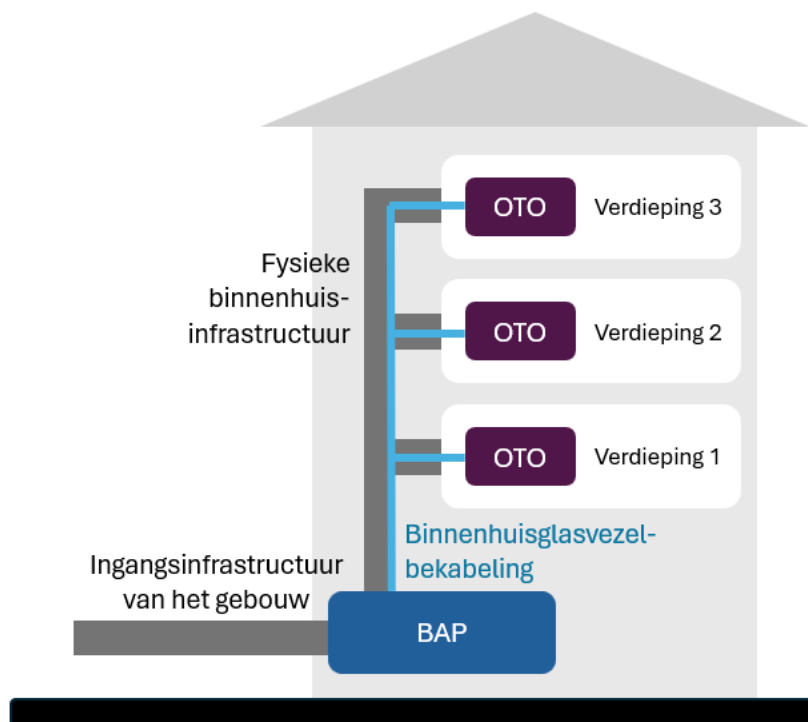 OTO
Verdieping 3
Fysieke
binnenhuis-
infrastructuur
OTO
Verdieping 2
OTO
Verdieping 1
Binnenhuisglasvezel-
bekabeling
Ingangsinfrastructuur
van het gebouw
BAP